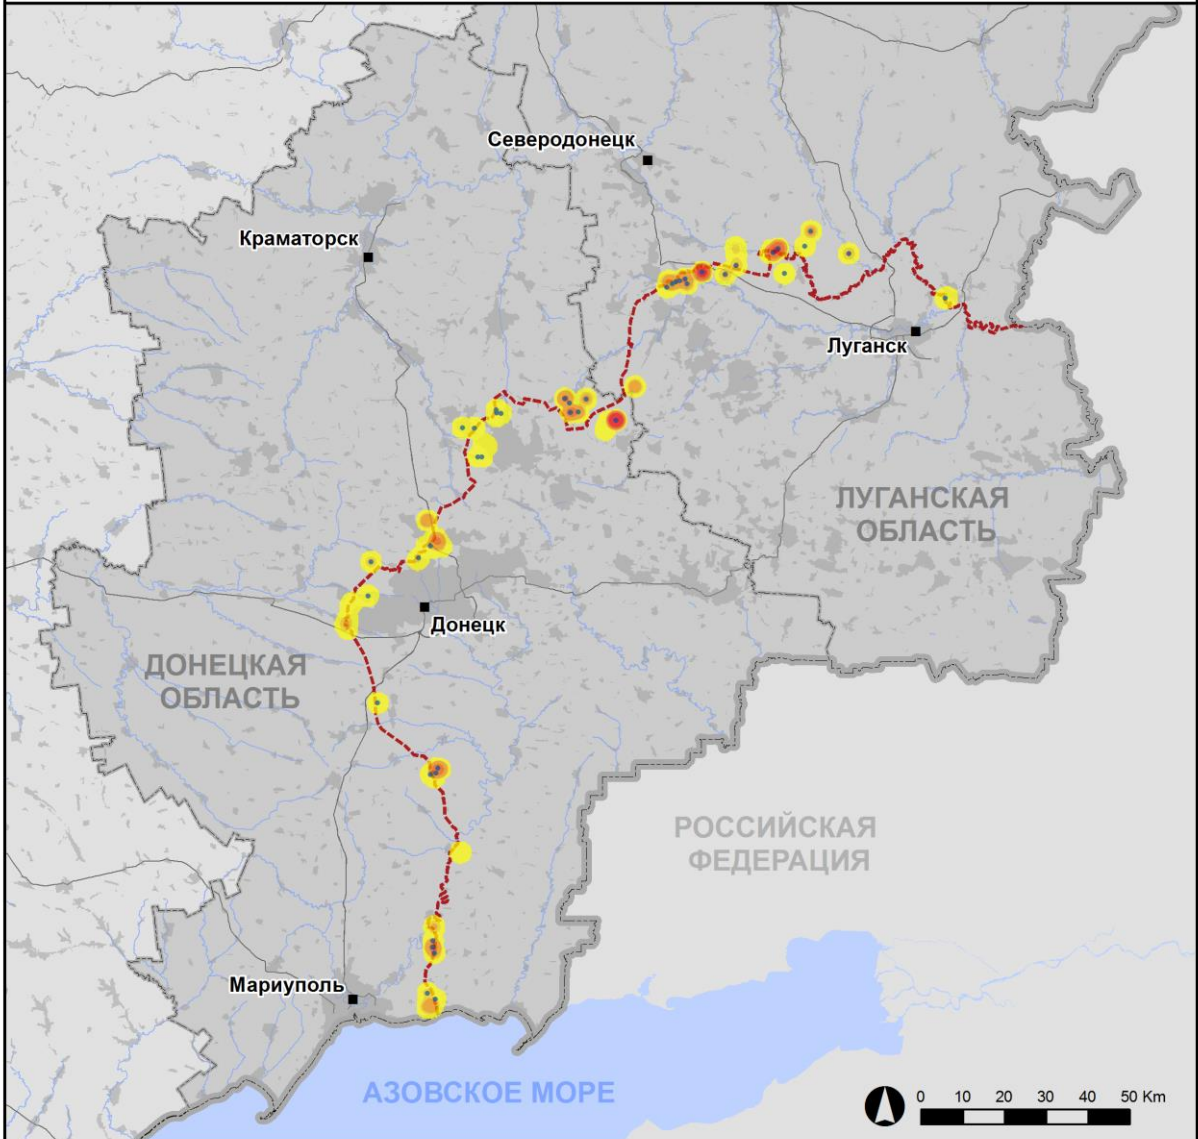 Северодонецк
Краматорск
Луганск
ЛУГАНСКАЯ
ОБЛАСТЬ
Донецк
ДОНЕЦКАЯ
ОБЛАСТЬ
РОССИЙСКАЯ
ФЕДЕРАЦИЯ
Мариуполь
АЗОВСКОЕ МОРЕ
0 10 20 30 40 50 Km